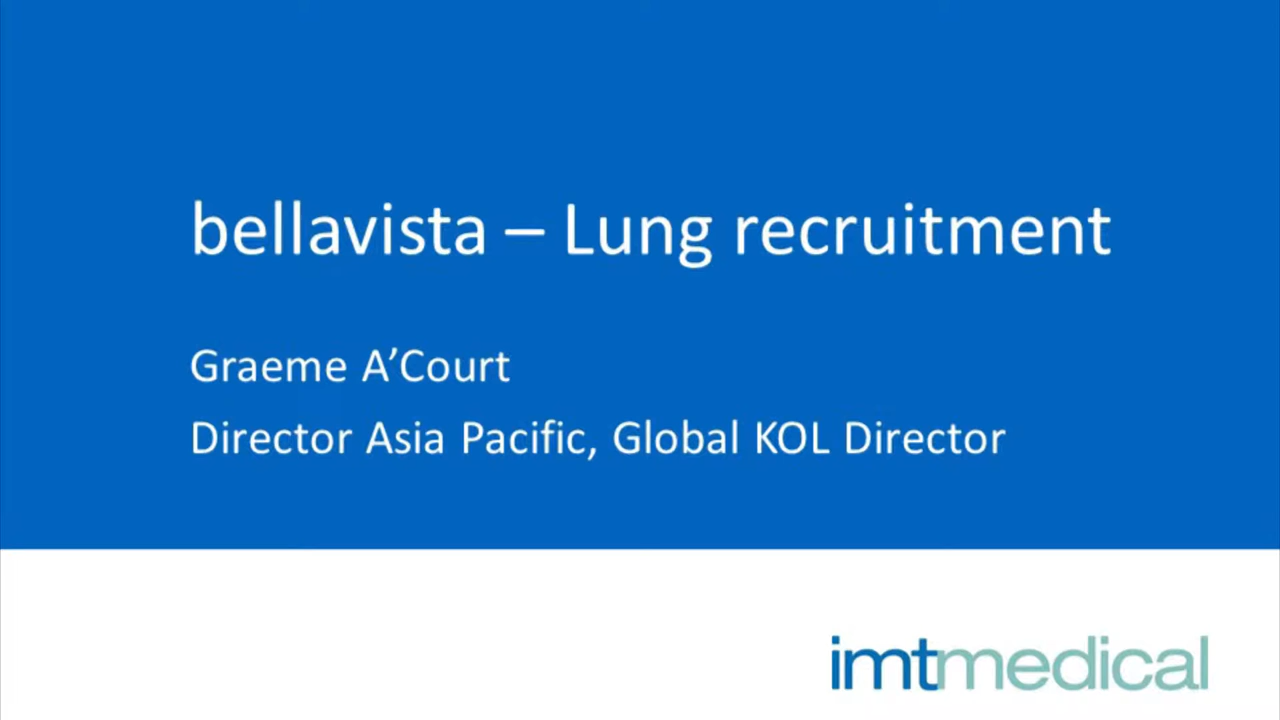 bellavista – Lung recruitment
Graeme A’Court
Director Asia Pacific, Global KOL Director
imtmedical